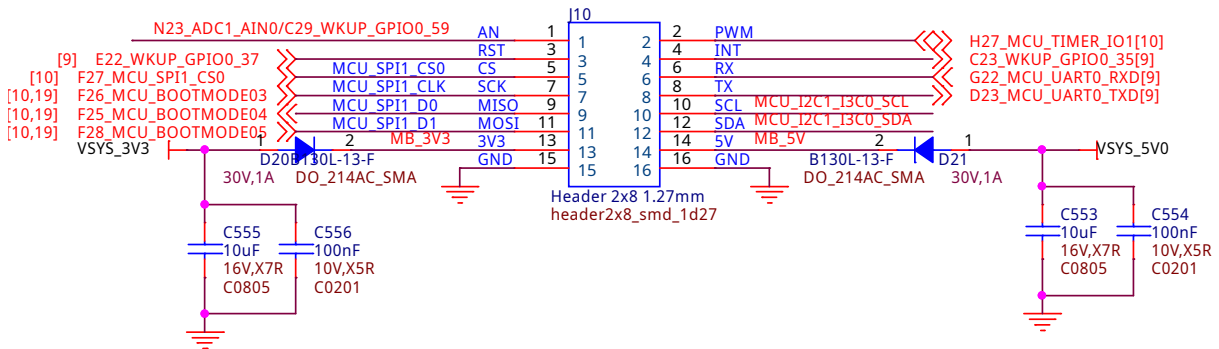 J10
N23_ADC1_AIN0/C29_WKUP_GPIO0_59 AN 1 1 2 2 PWM H27_MCU_TIMER_IO1[10]
[9] E22_WKUP_GPIO0_37 RST 3 3 4 4 INT C23_WKUP_GPIO0_35[9]
[10] F27_MCU_SPI1_CS0 MCU_SPI1_CS0 CS 5 5 6 6 RX G22_MCU_UART0_RXD[9]
[10,19] F26_MCU_BOOTMODE03 MCU_SPI1_CLK SCK 7 7 8 8 TX D23_MCU_UART0_TXD[9]
[10,19] F25_MCU_BOOTMODE04 MCU_SPI1_D0 MISO 9 9 10 10 SCL MCU_I2C1_I3C0_SCL
[10,19] F28_MCU_BOOTMODE05 MCU_SPI1_D1 MOSI 11 11 12 12 SDA MCU_I2C1_I3C0_SDA
VSYS_3V3 1 2 MB_3V3 3V3 13 13 14 14 5V MB_5V 2 1 VSYS_5V0
D20 B130L-13-F GND 15 15 16 16 GND B130L-13-F D21
30V,1A DO_214AC_SMA DO_214AC_SMA 30V,1A
Header 2x8 1.27mm
header2x8_smd_1d27
C555 C556 C553 C554
10uF 100nF 10uF 100nF
16V,X7R 10V,X5R 16V,X7R 10V,X5R
C0805 C0201 C0805 C0201